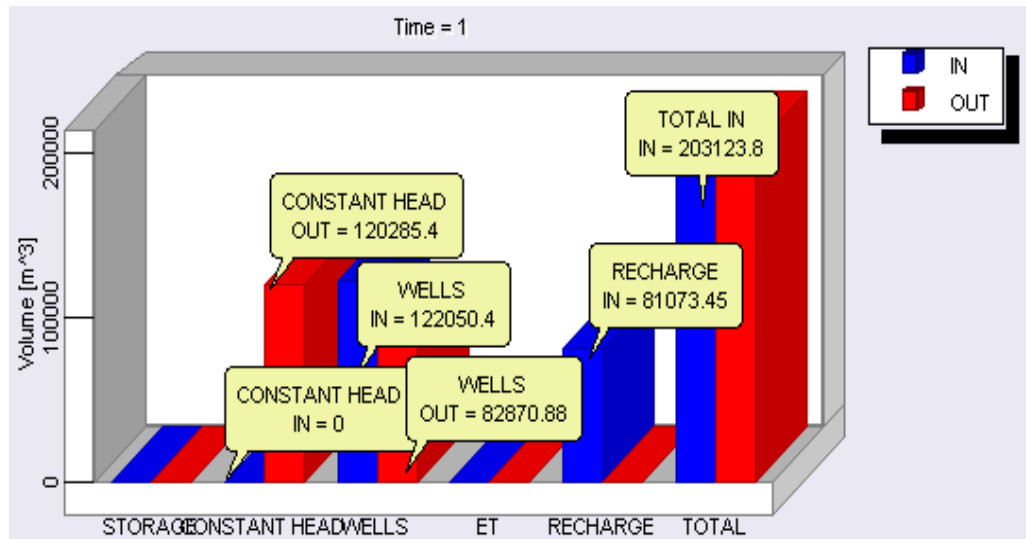 Time = 1
IN
OUT
Volume [m^3]
200000
100000
0
TOTAL IN
IN = 203123.8
CONSTANT HEAD
OUT = 120285.4
RECHARGE
IN = 81073.45
WELLS
IN = 122050.4
CONSTANT HEAD
IN = 0
WELLS
OUT = 82870.88
STORAGE CONSTANT HEAD WELLS ET RECHARGE TOTAL